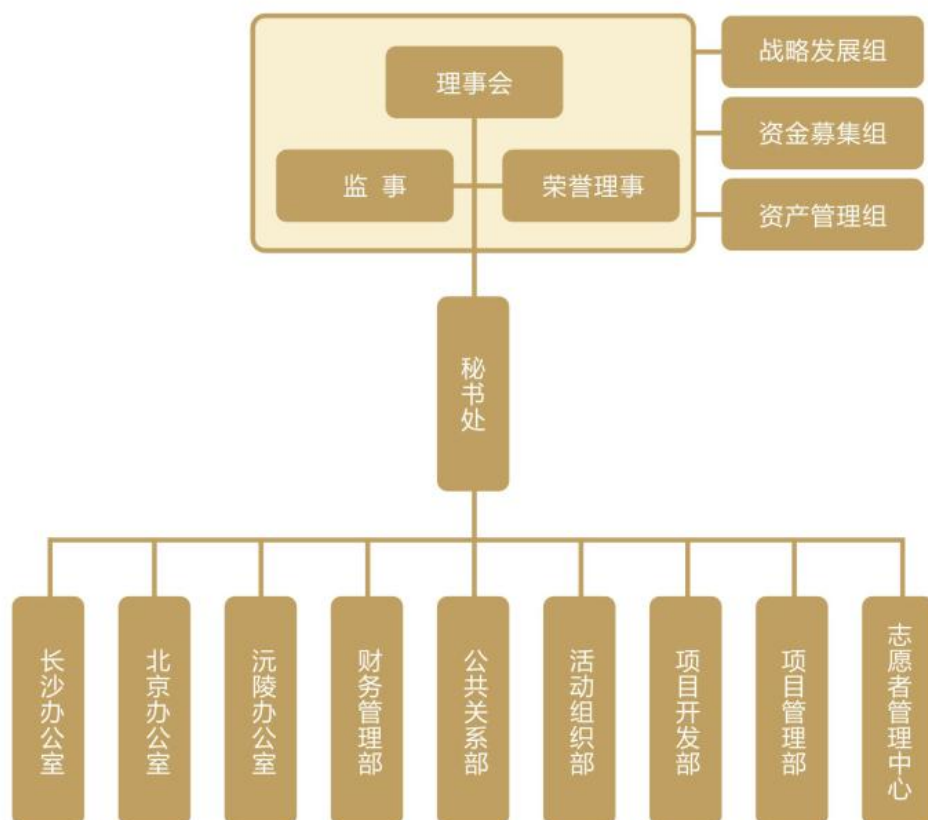 理事会
监 事
荣誉理事
战略发展组
资金募集组
资产管理组
秘书处
长沙办公室
北京办公室
沅陵办公室
财务管理部
公共关系部
活动组织部
项目开发部
项目管理部
志愿者管理中心